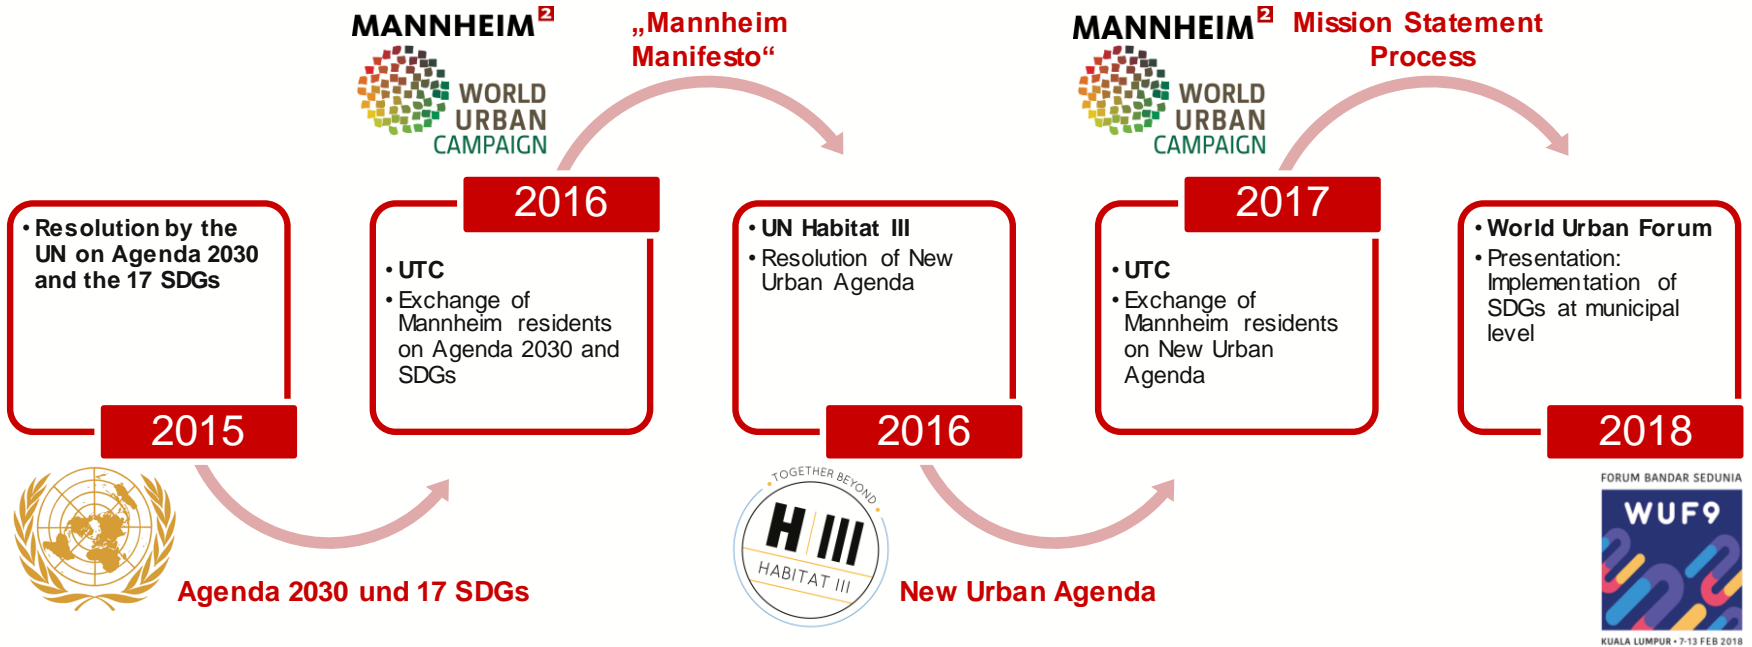 MANNHEIM 2
WORLD
URBAN
CAMPAIGN
„Mannheim
Manifesto“
MANNHEIM 2
WORLD
URBAN
CAMPAIGN
Mission Statement
Process
• Resolution by the
UN on Agenda 2030
and the 17 SDGs
2015
Agenda 2030 und 17 SDGs
2016
• UTC
• Exchange of
Mannheim residents
on Agenda 2030 and
SDGs
• UN Habitat III
• Resolution of New
Urban Agenda
2016
TOGETHER BEYOND
H III
HABITAT III
New Urban Agenda
2017
• UTC
• Exchange of
Mannheim residents
on New Urban
Agenda
• World Urban Forum
• Presentation:
Implementation of
SDGs at municipal
level
2018
FORUM BANDAR SEDUNIA
WUF9
KUALA LUMPUR • 7-13 FEB 2018